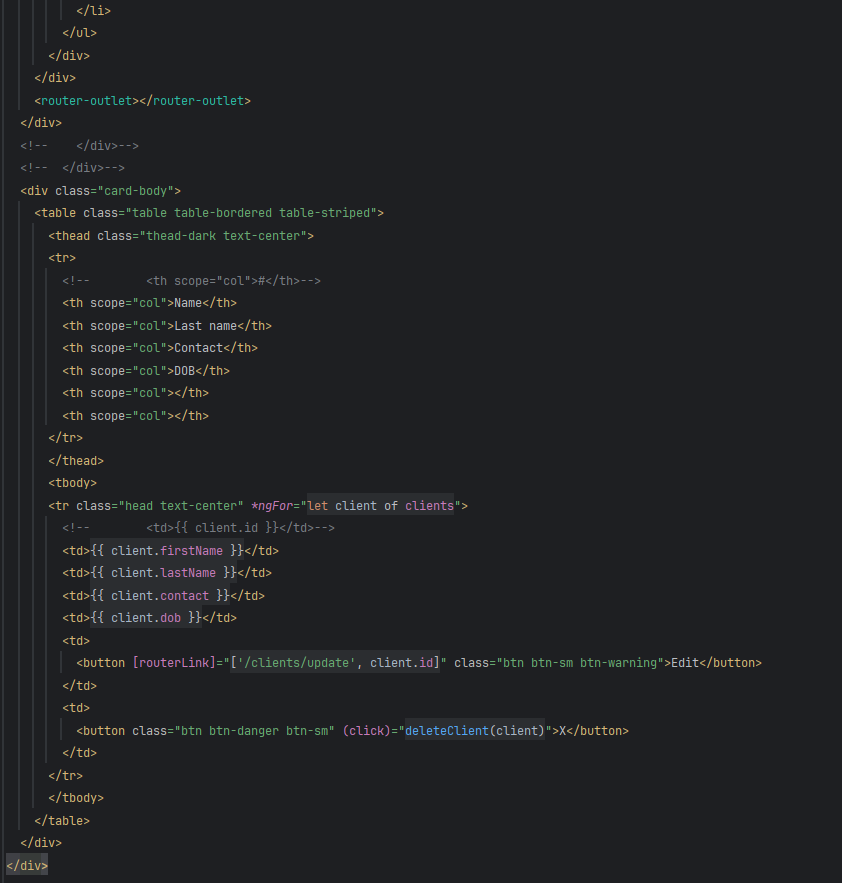 </li>
</ul>
</div>
</div>
<router-outlet></router-outlet>
</div>
<!--    </div>-->
<!--  </div>-->
<div class="card-body">
<table class="table table-bordered table-striped">
<thead class="thead-dark text-center">
<tr>
<!--        <th scope="col">#</th>-->
<th scope="col">Name</th>
<th scope="col">Last name</th>
<th scope="col">Contact</th>
<th scope="col">DOB</th>
<th scope="col"></th>
<th scope="col"></th>
</tr>
</thead>
<tbody>
<tr class="head text-center" *ngFor="let client of clients">
<!--        <td>{{ client.id }}</td>-->
<td>{{ client.firstName }}</td>
<td>{{ client.lastName }}</td>
<td>{{ client.contact }}</td>
<td>{{ client.dob }}</td>
<td>
<button [routerLink]="['/clients/update', client.id]" class="btn btn-sm btn-warning">Edit</button>
</td>
<td>
<button class="btn btn-danger btn-sm" (click)="deleteClient(client)">X</button>
</td>
</tr>
</tbody>
</table>
</div>
</div>